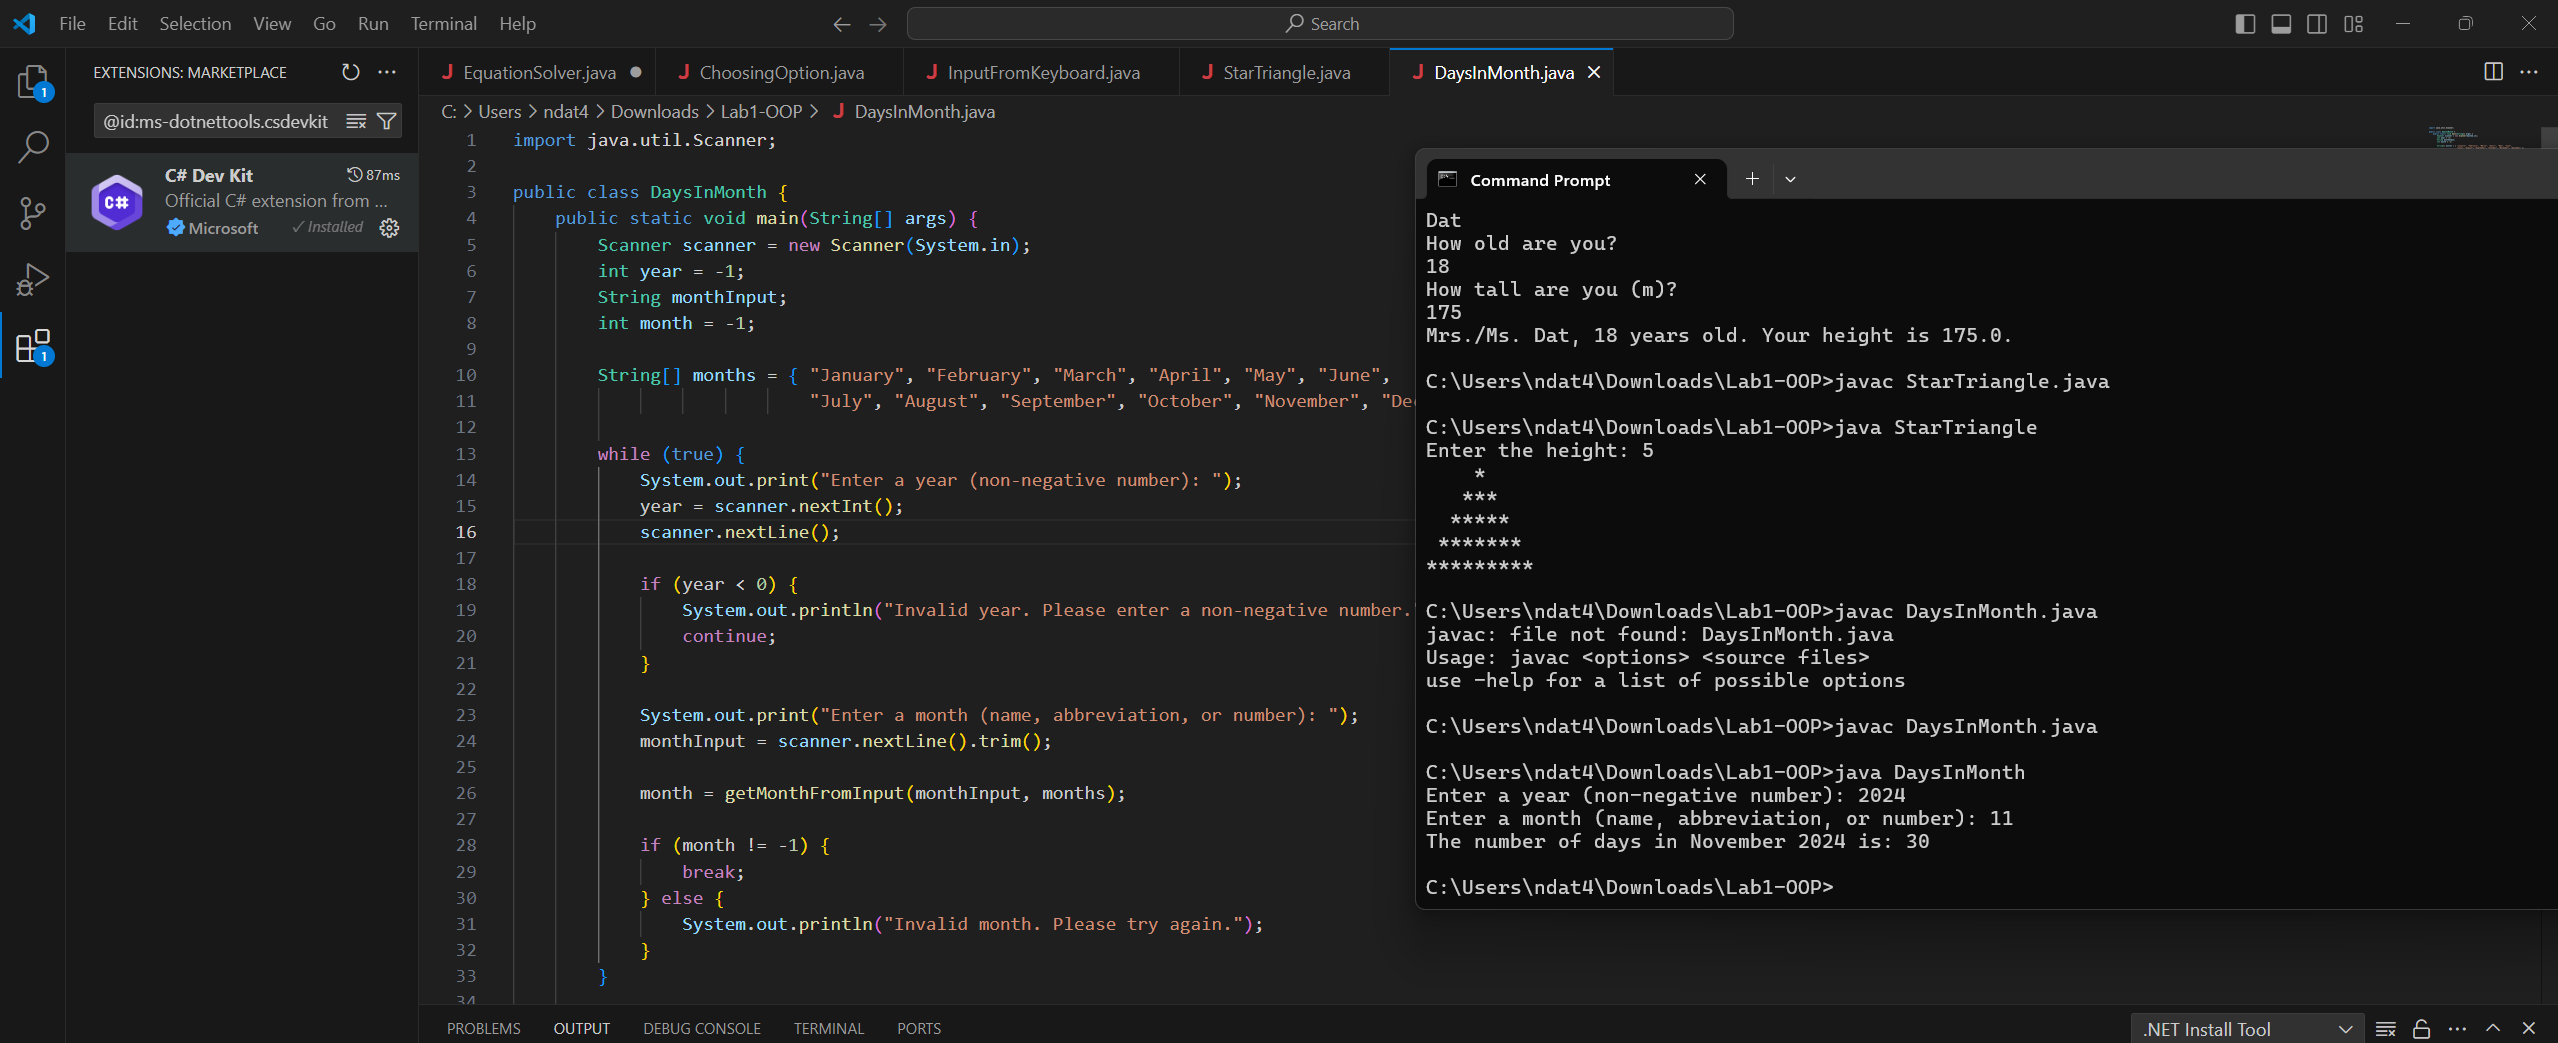 File Edit Selection View Go Run Terminal Help
Search
EXTENSIONS: MARKETPLACE
@id:ms-dotnettools.csdevkit
C# Dev Kit 87ms
Official C# extension from ...
Microsoft Installed
1
1
C#
EquationSolver.java ChoosingOption.java InputFromKeyboard.java StarTriangle.java DaysInMonth.java
C: > Users > ndat4 > Downloads > Lab1-OOP > J DaysInMonth.java
1 import java.util.Scanner;
2
3 public class DaysInMonth {
4 public static void main(String[] args) {
5 Scanner scanner = new Scanner(System.in);
6 int year = -1;
7 String monthInput;
8 int month = -1;
9
10 String[] months = { "January", "February", "March", "April", "May", "June",
11 "July", "August", "September", "October", "November",
12
13 while (true) {
14 System.out.print("Enter a year (non-negative number): ");
15 year = scanner.nextInt();
16 scanner.nextLine();
17
18 if (year < 0) {
19 System.out.println("Invalid year. Please enter a non-negative number.
20 continue;
21 }
22
23 System.out.print("Enter a month (name, abbreviation, or number): ");
24 monthInput = scanner.nextLine().trim();
25
26 month = getMonthFromInput(monthInput, months);
27
28 if (month != -1) {
29 break;
30 } else {
31 System.out.println("Invalid month. Please try again.");
32 }
33 }
34
Command Prompt
Dat
How old are you?
18
How tall are you (m)?
175
Mrs./Ms. Dat, 18 years old. Your height is 175.0.
C:\Users\ndat4\Downloads\Lab1-OOP>javac StarTriangle.java
C:\Users\ndat4\Downloads\Lab1-OOP>java StarTriangle
Enter the height: 5
*
***
*****
*******
*********
C:\Users\ndat4\Downloads\Lab1-OOP>javac DaysInMonth.java
javac: file not found: DaysInMonth.java
Usage: javac <options> <source files>
use -help for a list of possible options
C:\Users\ndat4\Downloads\Lab1-OOP>javac DaysInMonth.java
C:\Users\ndat4\Downloads\Lab1-OOP>java DaysInMonth
Enter a year (non-negative number): 2024
Enter a month (name, abbreviation, or number): 11
The number of days in November 2024 is: 30
C:\Users\ndat4\Downloads\Lab1-OOP>
PROBLEMS OUTPUT DEBUG CONSOLE TERMINAL PORTS
.NET Install Tool